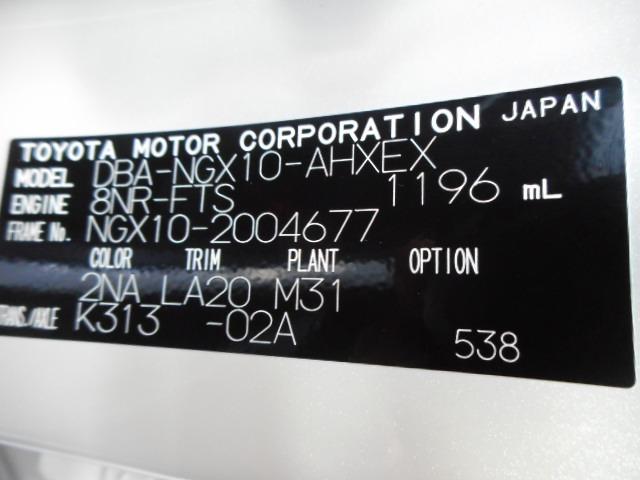 TOYOTA MOTOR CORPORATION JAPAN
MODEL DBA-NGX10-AHXEX
ENGINE 8NR-FTS 1196 mL
FRAME No. NGX10-2004677
COLOR TRIM PLANT OPTION
2NA LA20 M31
TRANS./AXLE K313 -02A
538